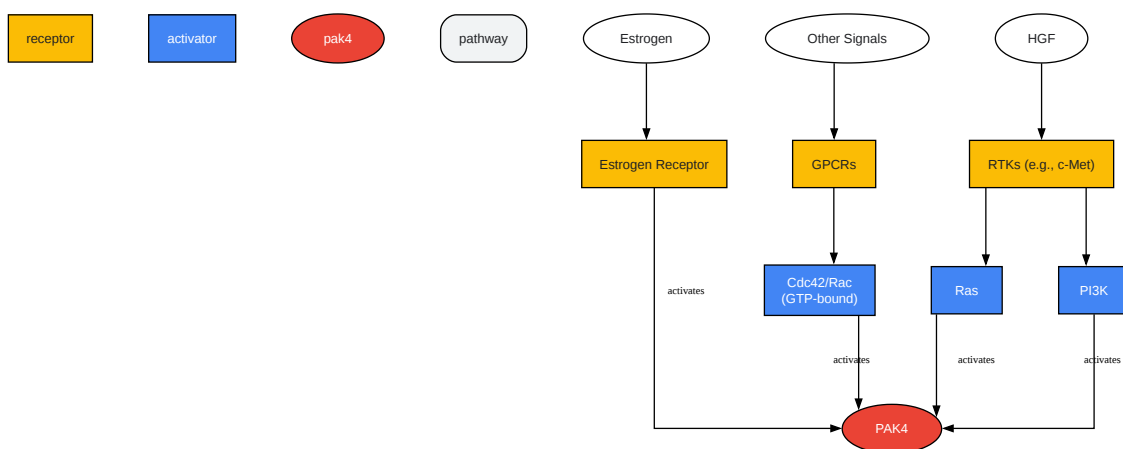 receptor
activator
pak4
pathway
Estrogen
Other Signals
HGF
Estrogen Receptor
GPCRs
RTKs (e.g., c-Met)
Cdc42/Rac
(GTP-bound)
Ras
PI3K
activates
activates
activates
activates
PAK4